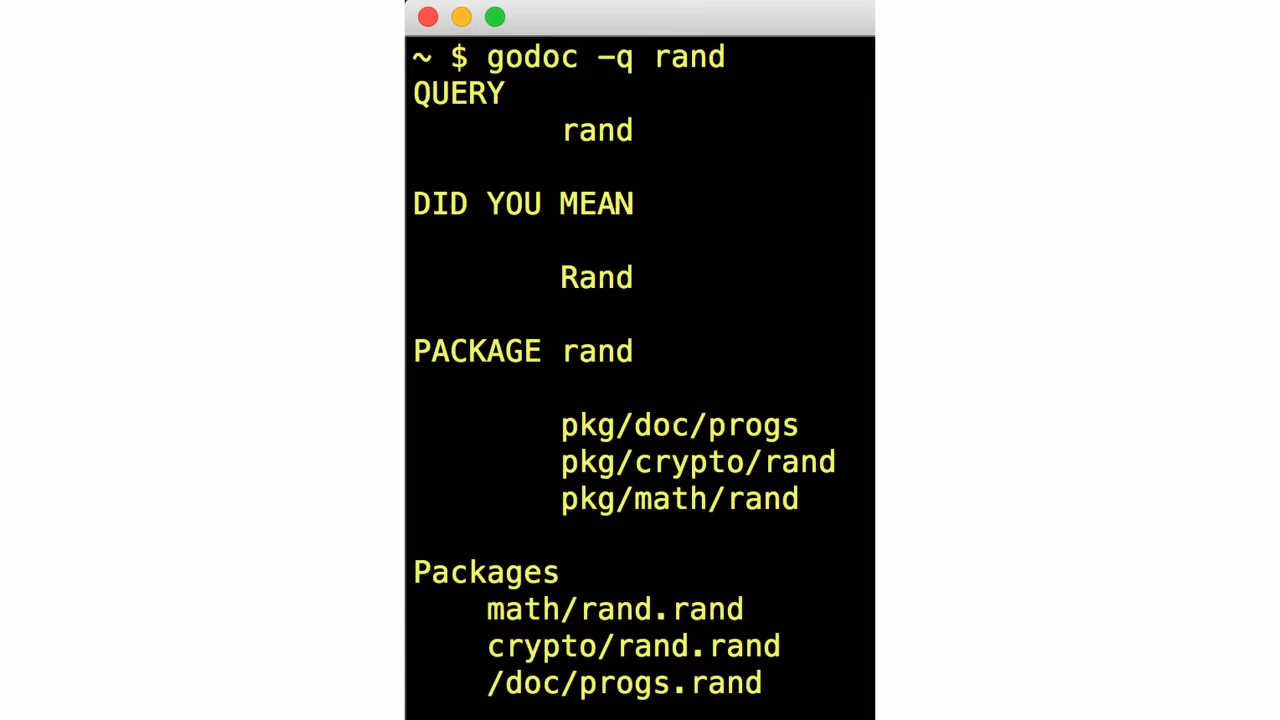 ~ $ godoc -q rand
QUERY
rand
DID YOU MEAN
Rand
PACKAGE rand
pkg/doc/progs
pkg/crypto/rand
pkg/math/rand
Packages
math/rand.rand
crypto/rand.rand
/doc/progs.rand